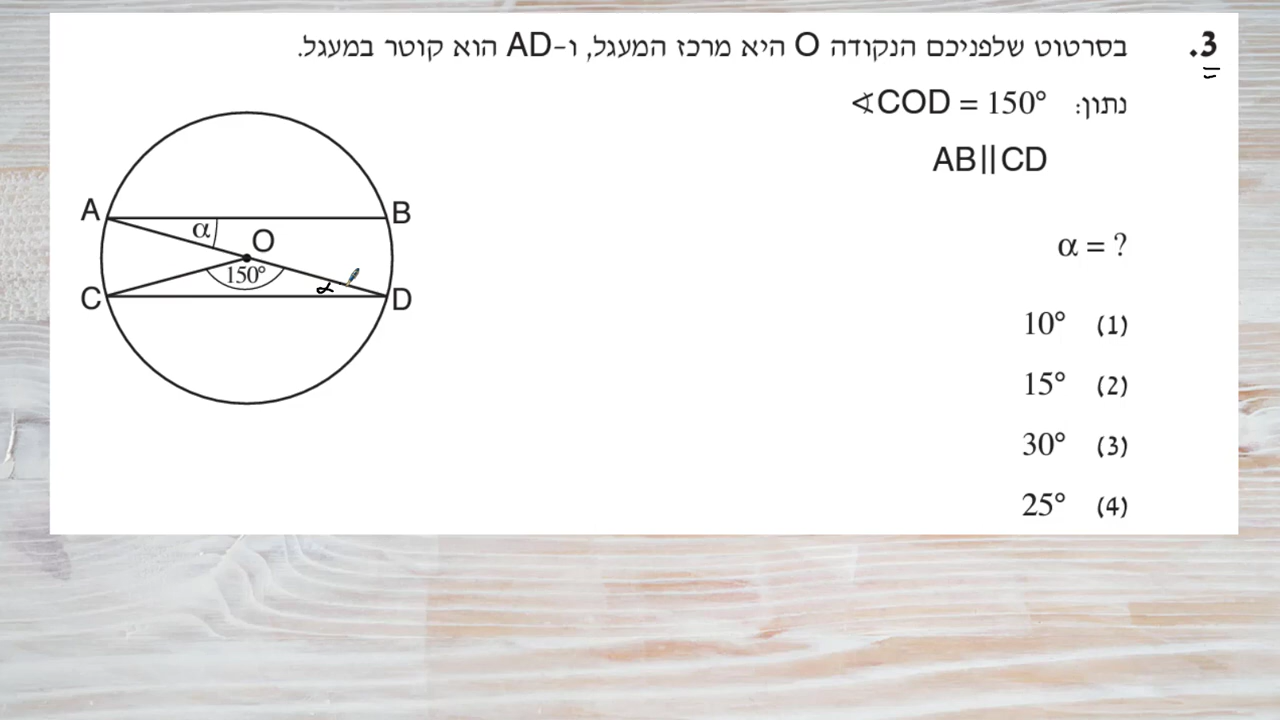 3. בסרטוט שלפניכם הנקודה O היא מרכז המעגל, ו-AD הוא קוטר במעגל.
נתון: ∢COD = 150°
AB||CD
α = ?
(1) 10°
(2) 15°
(3) 30°
(4) 25°
A B
α O
150° α
C D